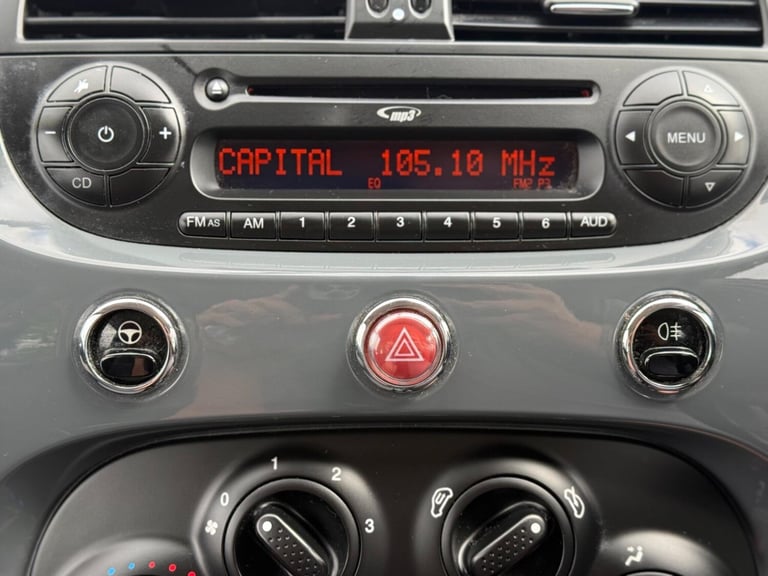 mp3
CAPITAL 105.10 MHz
EQ FM2 P3
- + MENU
CD
FM AS AM 1 2 3 4 5 6 AUD
0 1 2 3